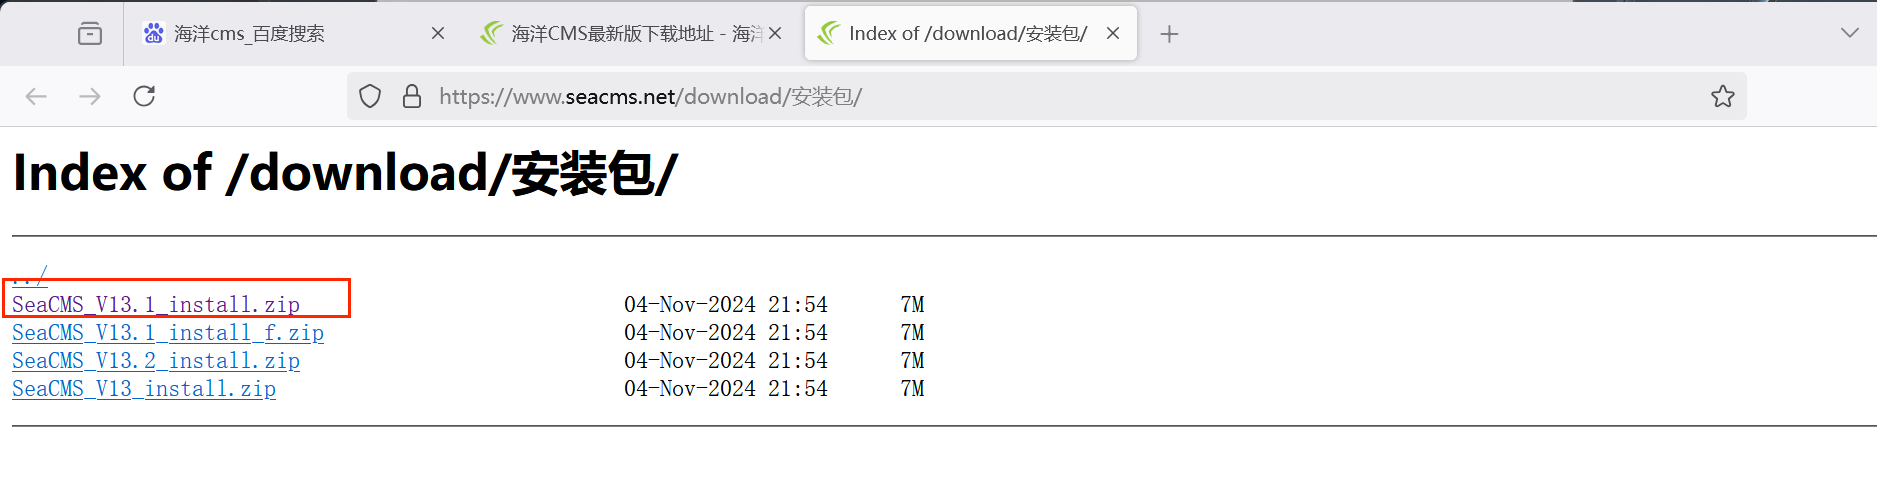 海洋cms_百度搜索
海洋CMS最新版下载地址 - 海洋
Index of /download/安装包/
https://www.seacms.net/download/安装包/
Index of /download/安装包/
../
SeaCMS_V13.1_install.zip 04-Nov-2024 21:54 7M
SeaCMS_V13.1_install_f.zip 04-Nov-2024 21:54 7M
SeaCMS_V13.2_install.zip 04-Nov-2024 21:54 7M
SeaCMS_V13_install.zip 04-Nov-2024 21:54 7M